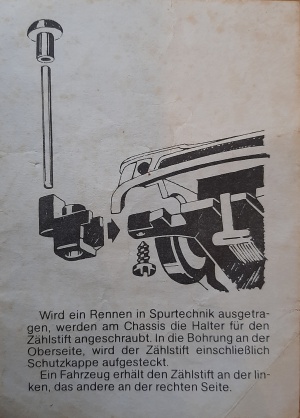 Wird ein Rennen in Spurtechnik ausgetra-
gen, werden am Chassis die Halter für den
Zählstift angeschraubt. In die Bohrung an der
Oberseite, wird der Zählstift einschließlich
Schutzkappe aufgesteckt.
Ein Fahrzeug erhält den Zählstift an der lin-
ken, das andere an der rechten Seite.